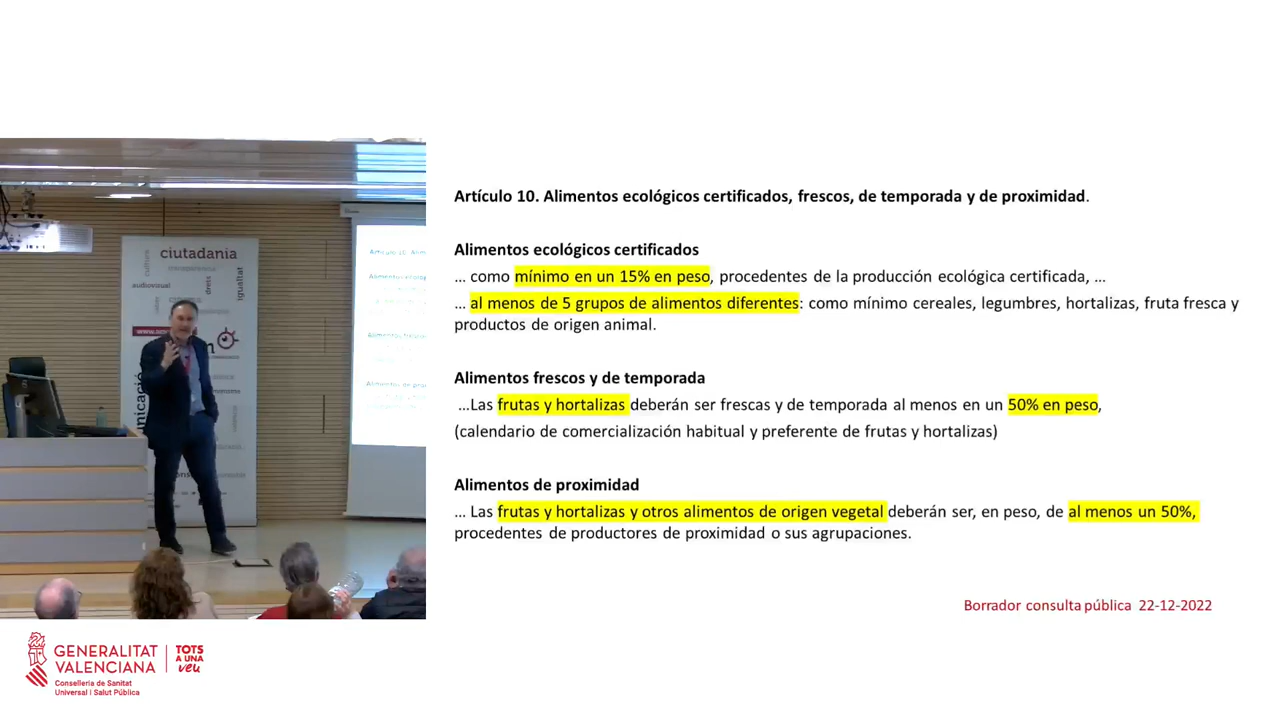 Artículo 10. Alimentos ecológicos certificados, frescos, de temporada y de proximidad.
Alimentos ecológicos certificados
... como mínimo en un 15% en peso, procedentes de la producción ecológica certificada, ...
... al menos de 5 grupos de alimentos diferentes: como mínimo cereales, legumbres, hortalizas, fruta fresca y
productos de origen animal.
Alimentos frescos y de temporada
...Las frutas y hortalizas deberán ser frescas y de temporada al menos en un 50% en peso,
(calendario de comercialización habitual y preferente de frutas y hortalizas)
Alimentos de proximidad
... Las frutas y hortalizas y otros alimentos de origen vegetal deberán ser, en peso, de al menos un 50%,
procedentes de productores de proximidad o sus agrupaciones.
Borrador consulta pública 22-12-2022
ciutadania
cultura
audiovisual
drets
igualtat
GENERALITAT
VALENCIANA
Conselleria de Sanitat
Universal i Salut Pública
TOTS
A UNA
veu